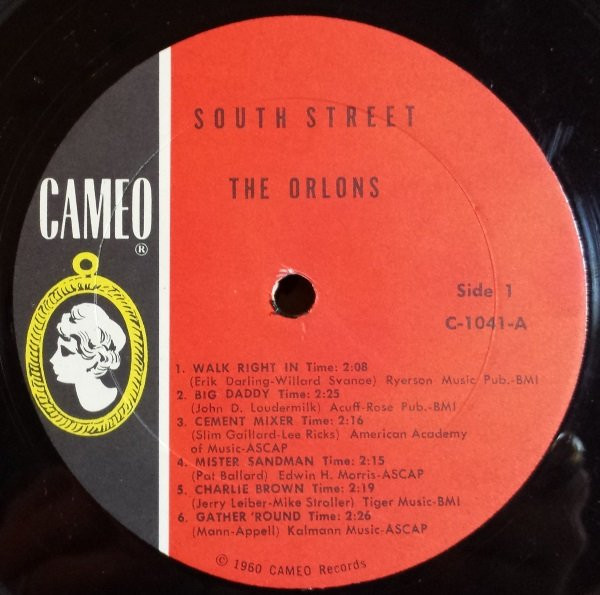 SOUTH STREET
THE ORLONS
CAMEO
®
Side 1
C-1041-A
1. WALK RIGHT IN Time: 2:08
(Erik Darling-Willard Svanoe) Ryerson Music Pub.-BMI
2. BIG DADDY Time: 2:25
(John D. Loudermilk) Acuff-Rose Pub.-BMI
3. CEMENT MIXER Time: 2:16
(Slim Gaillard-Lee Ricks) American Academy
of Music-ASCAP
4. MISTER SANDMAN Time: 2:15
(Pat Ballard) Edwin H. Morris-ASCAP
5. CHARLIE BROWN Time: 2:19
(Jerry Leiber-Mike Stroller) Tiger Music-BMI
6. GATHER 'ROUND Time: 2:26
(Mann-Appell) Kalmann Music-ASCAP
© 1960 CAMEO Records